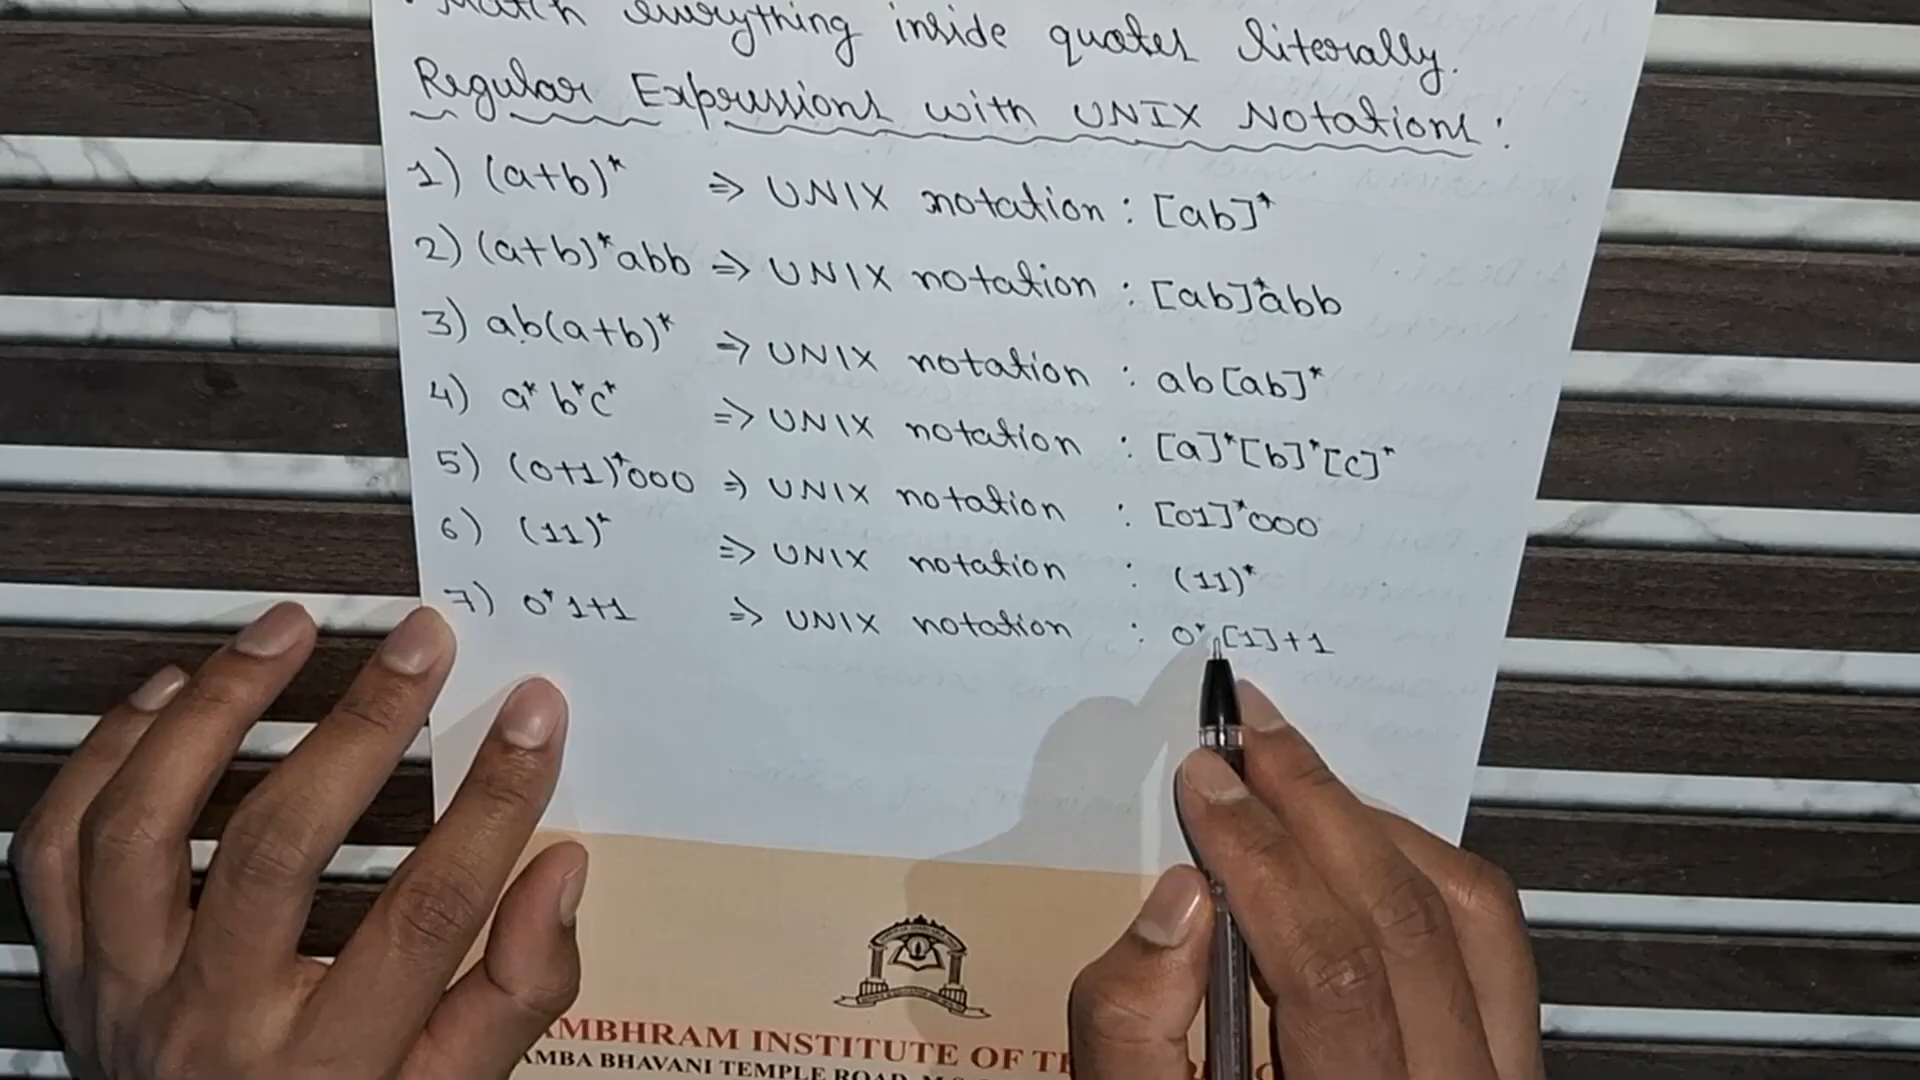 • Match everything inside quotes literally.
Regular Expressions with UNIX Notations :
1) (a+b)* => UNIX notation : [ab]*
2) (a+b)*abb => UNIX notation : [ab]*abb
3) ab(a+b)* => UNIX notation : ab[ab]*
4) a* b*c* => UNIX notation : [a]*[b]*[c]*
5) (0+1)*000 => UNIX notation : [01]*000
6) (11)* => UNIX notation : (11)*
7) 0*1+1 => UNIX notation : 0*[1]+1
AMBHRAM INSTITUTE OF TE
AMBA BHAVANI TEMPLE ROAD, M.S